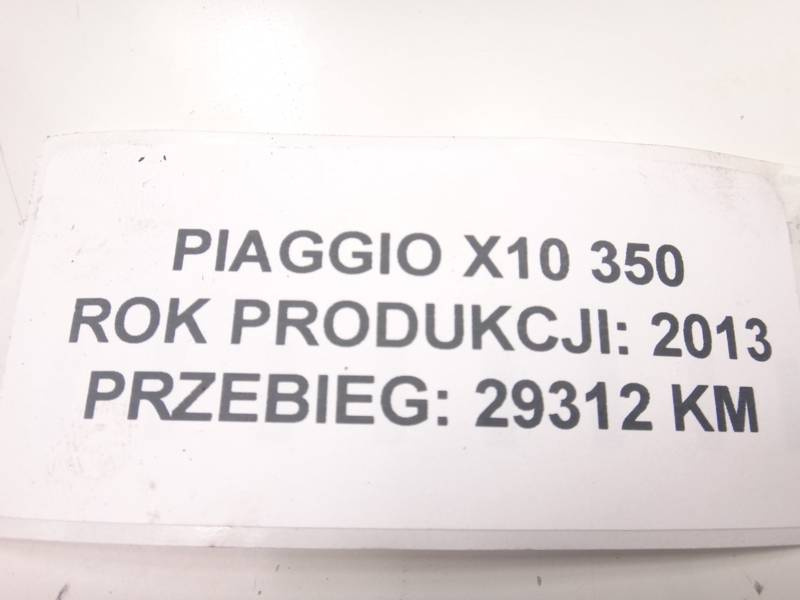 PIAGGIO X10 350
ROK PRODUKCJI: 2013
PRZEBIEG: 29312 KM